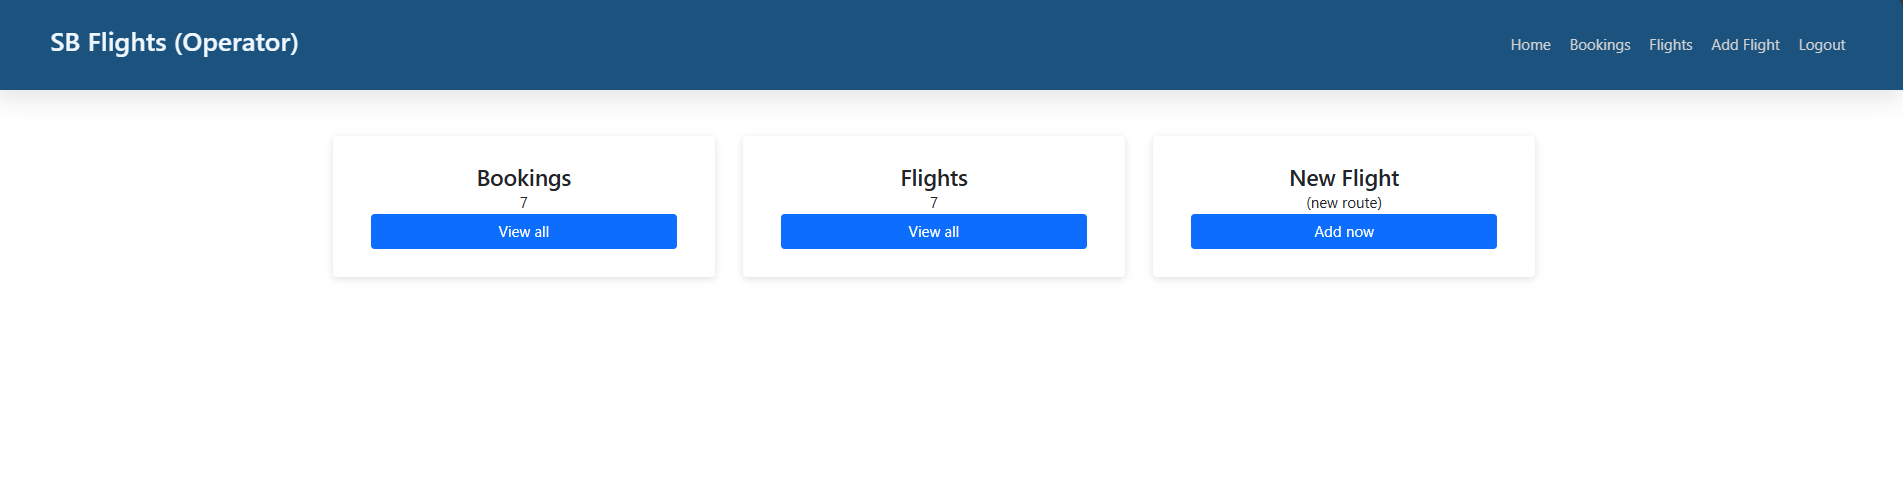 SB Flights (Operator)
Home Bookings Flights Add Flight Logout
Bookings
7
View all
Flights
7
View all
New Flight
(new route)
Add now